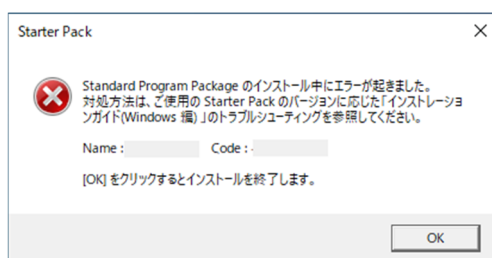 Starter Pack
Standard Program Package のインストール中にエラーが起きました。
対処方法は、ご使用の Starter Pack のバージョンに応じた「インストレーショ
ンガイド(Windows 編) 」のトラブルシューティングを参照してください。
Name : Code :
[OK] をクリックするとインストールを終了します。
OK